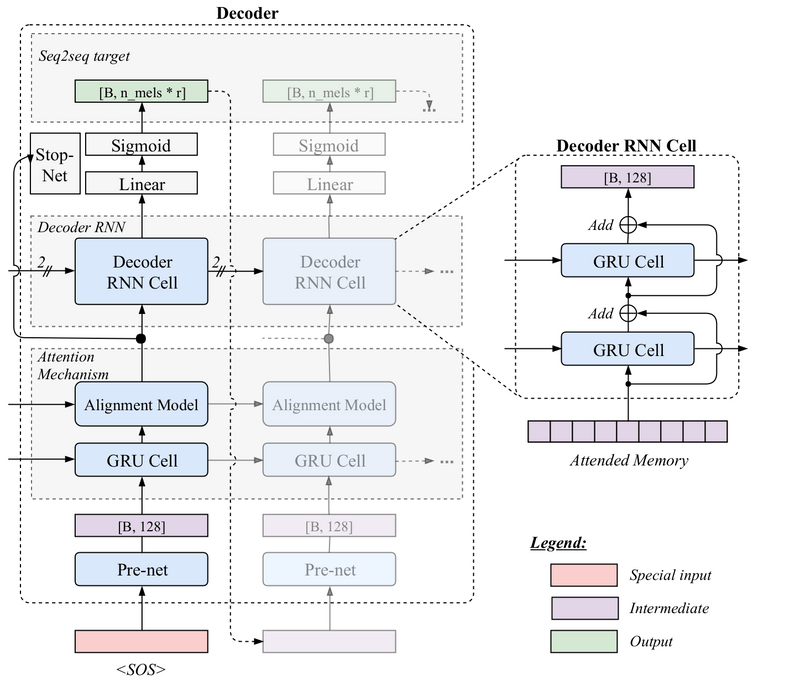 Decoder
Seq2seq target
[B, n_mels * r]
[B, n_mels * r]
...
Stop-
Net
Sigmoid
Sigmoid
Linear
Linear
Decoder RNN
2
Decoder
RNN Cell
2
Decoder
RNN Cell
...
Attention
Mechanism
Alignment Model
Alignment Model
GRU Cell
GRU Cell
...
[B, 128]
[B, 128]
Pre-net
Pre-net
<SOS>
Decoder RNN Cell
[B, 128]
Add
GRU Cell
Add
GRU Cell
Attended Memory
Legend:
Special input
Intermediate
Output